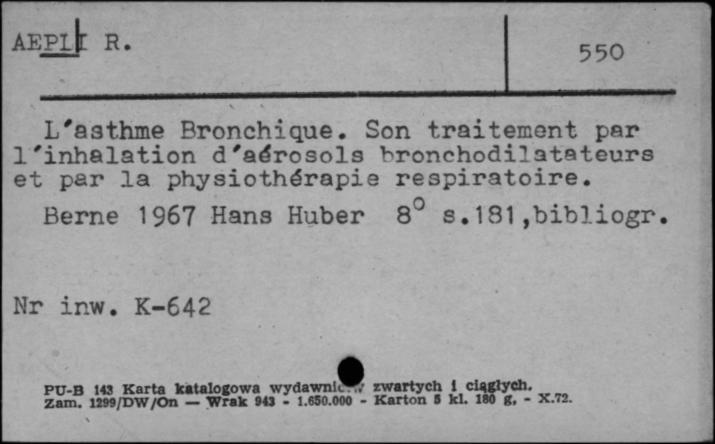 AEPLI R.
550
L'asthme Bronchique. Son traitement par
l'inhalation d'aérosols bronchodilatateurs
et par la physiothérapie respiratoire.
Berne 1967 Hans Huber 8° s.181,bibliogr.
Nr inw. K-642
PU-B 143 Karta katalogowa zwartych i ciągłych.
Zam. 1299/DW/On — Wrak 943 - 1.650.000 - Karton 5 kl. 180 g. - X.72.